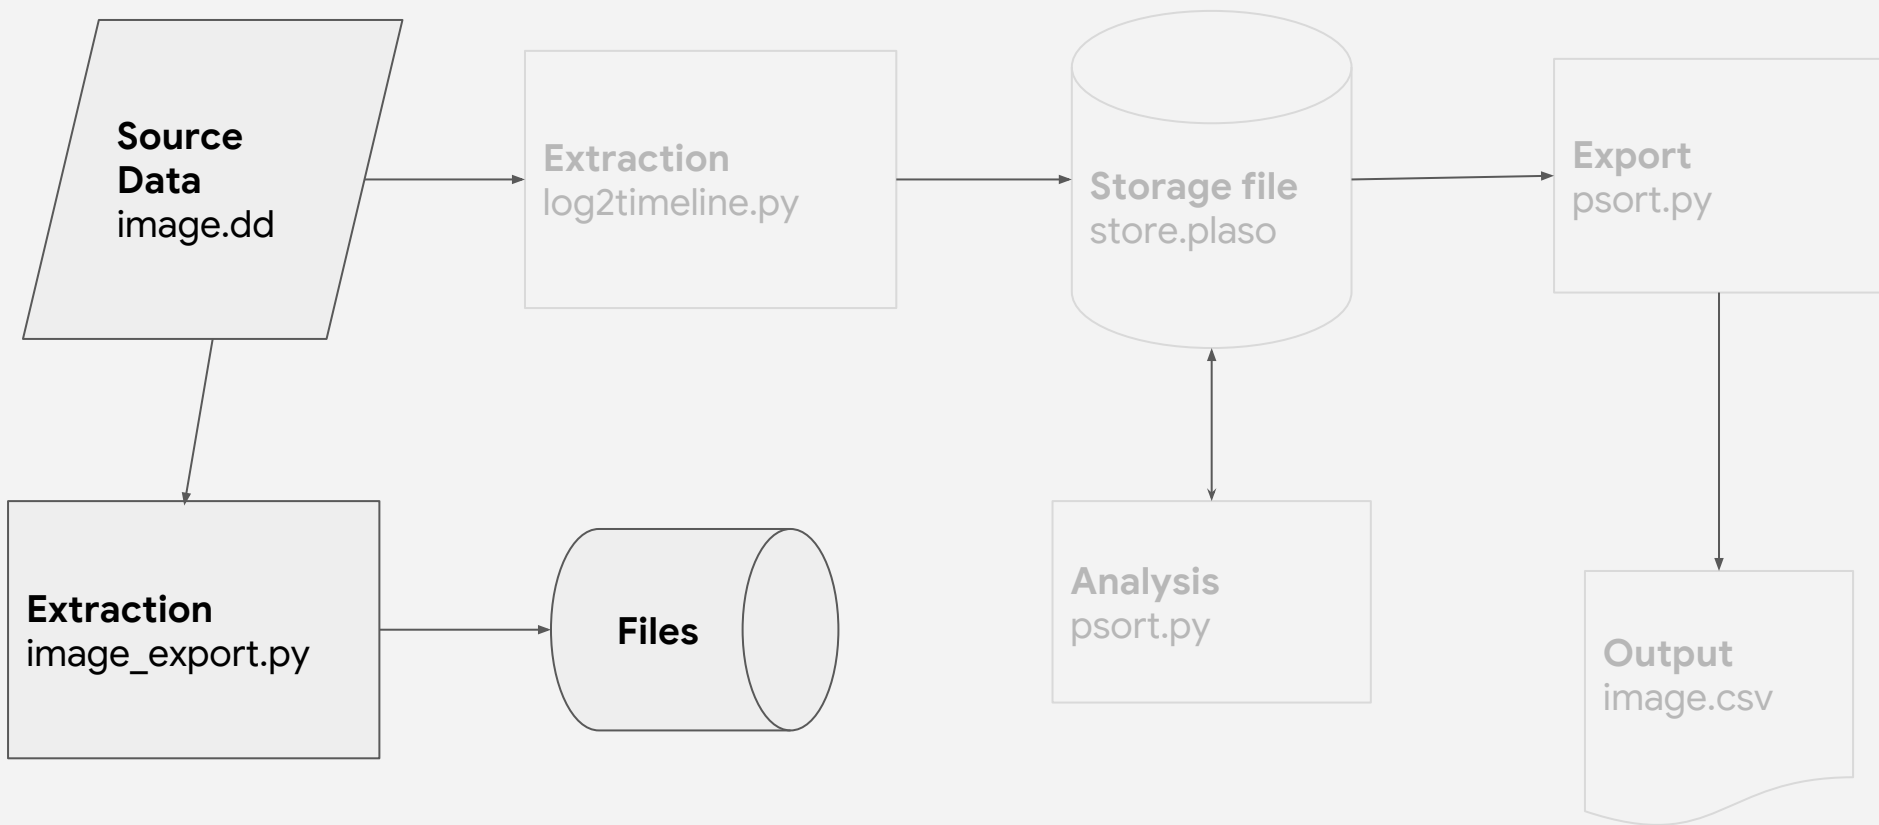 Source
Data
image.dd
Extraction
log2timeline.py
Storage file
store.plaso
Export
psort.py
Extraction
image_export.py
Files
Analysis
psort.py
Output
image.csv